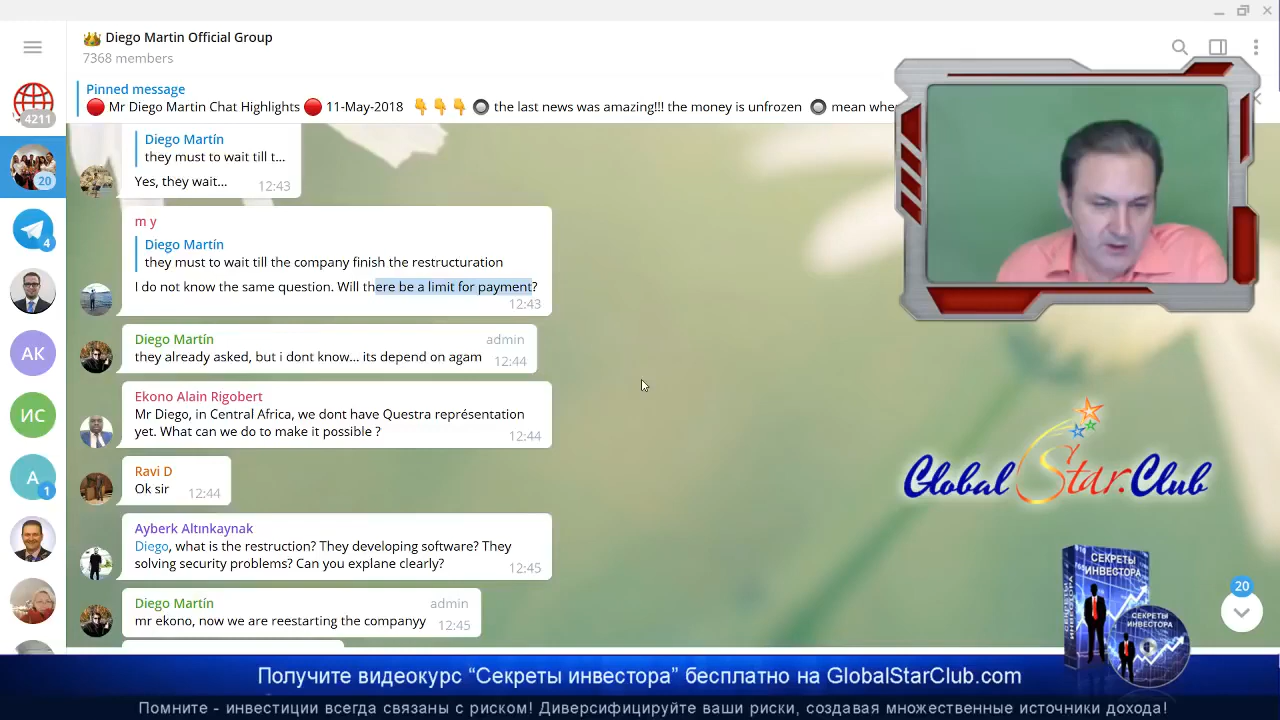 Diego Martin Official Group
7368 members
Pinned message
Mr Diego Martin Chat Highlights 11-May-2018 the last news was amazing!!! the money is unfrozen mean whe
4211
20
4
АК
ИС
А
1
Diego Martín
they must to wait till t...
Yes, they wait...
12:43
m y
Diego Martín
they must to wait till the company finish the restructuration
I do not know the same question. Will there be a limit for payment?
12:43
Diego Martín admin
they already asked, but i dont know... its depend on agam 12:44
Ekono Alain Rigobert
Mr Diego, in Central Africa, we dont have Questra représentation
yet. What can we do to make it possible ? 12:44
Ravi D
Ok sir 12:44
Ayberk Altınkaynak
Diego, what is the restruction? They developing software? They
solving security problems? Can you explane clearly? 12:45
Diego Martín admin
mr ekono, now we are reestarting the companyy 12:45
Global Star.Club
СЕКРЕТЫ
ИНВЕСТОРА
СЕКРЕТЫ ИНВЕСТОРА
СЕКРЕТЫ
ИНВЕСТОРА
20
Получите видеокурс “Секреты инвестора” бесплатно на GlobalStarClub.com
Помните - инвестиции всегда связаны с риском! Диверсифицируйте ваши риски, создавая множественные источники дохода!